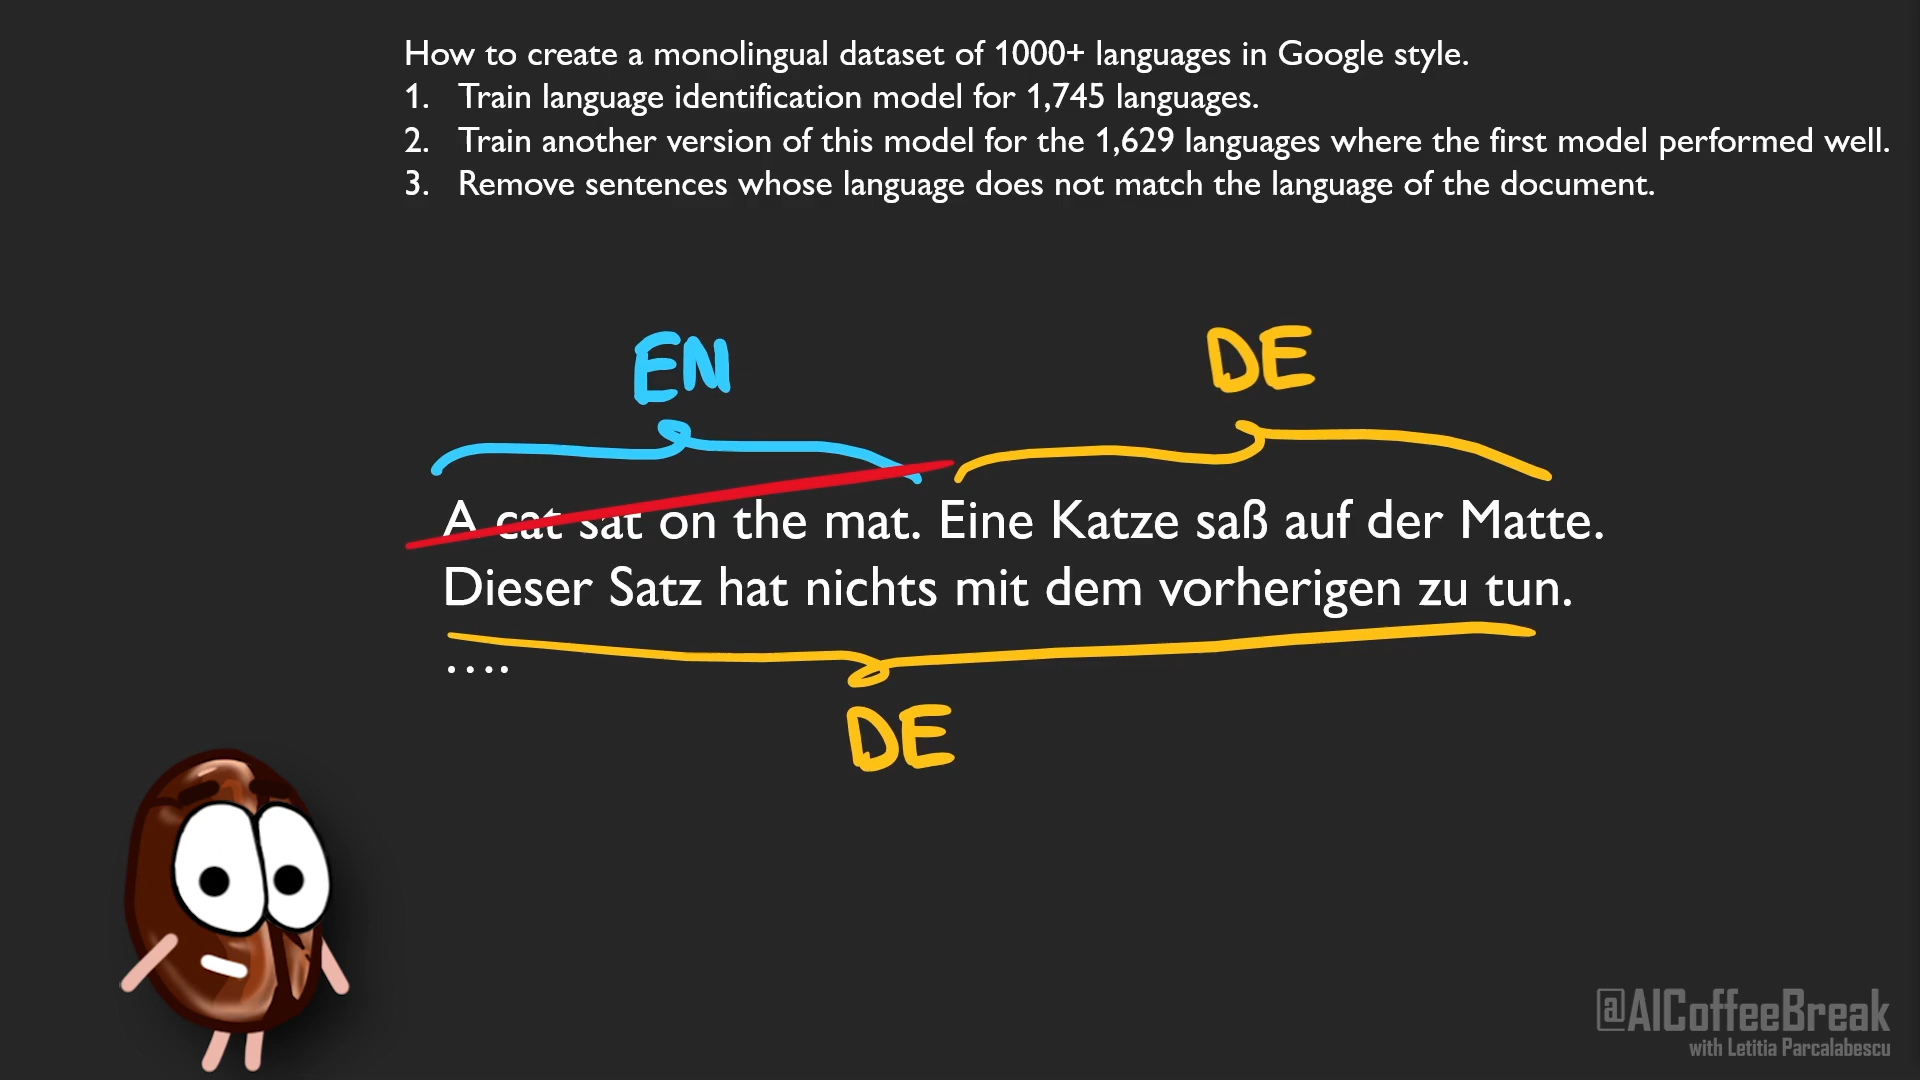 How to create a monolingual dataset of 1000+ languages in Google style.
1. Train language identification model for 1,745 languages.
2. Train another version of this model for the 1,629 languages where the first model performed well.
3. Remove sentences whose language does not match the language of the document.
EN
DE
A cat sat on the mat. Eine Katze saß auf der Matte.
Dieser Satz hat nichts mit dem vorherigen zu tun.
....
DE
@AICoffeeBreak
with Letitia Parcalabescu